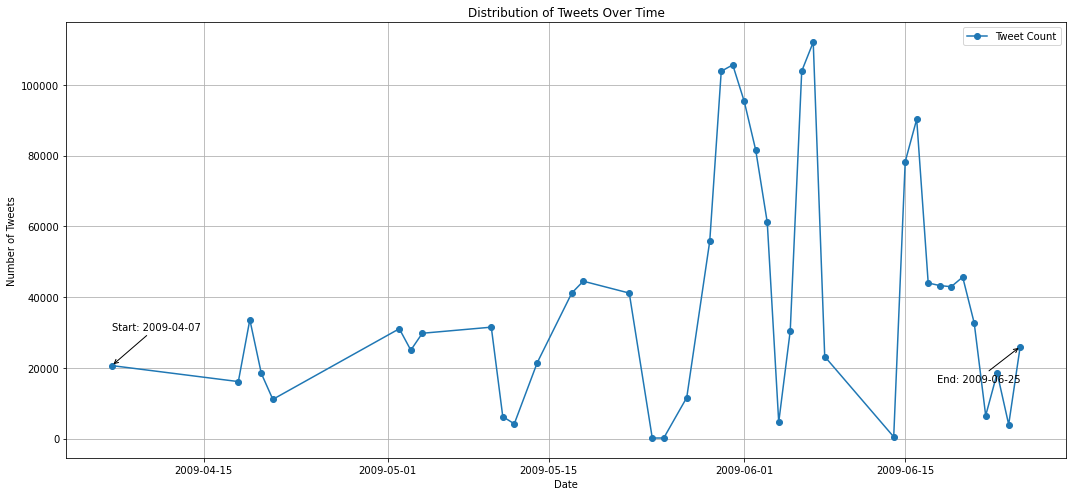 Distribution of Tweets Over Time
Tweet Count
100000
80000
60000
40000
20000
0
Number of Tweets
Start: 2009-04-07
End: 2009-06-25
2009-04-15
2009-05-01
2009-05-15
2009-06-01
2009-06-15
Date